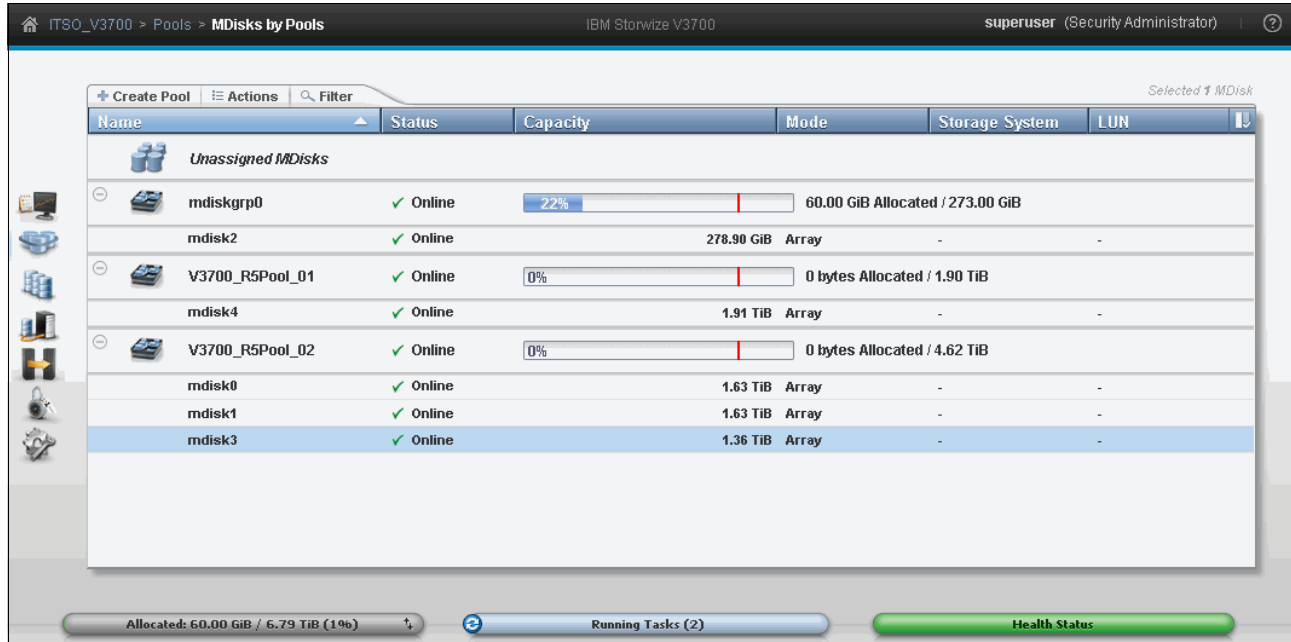 ITSO_V3700 > Pools > MDisks by Pools IBM Storwize V3700 superuser (Security Administrator) ?
Selected 1 MDisk
Create Pool Actions Filter
Name Status Capacity Mode Storage System LUN
Unassigned MDisks
mdiskgrp0 Online 22% 60.00 GiB Allocated / 273.00 GiB
mdisk2 Online 278.90 GiB Array - -
V3700_R5Pool_01 Online 0% 0 bytes Allocated / 1.90 TiB
mdisk4 Online 1.91 TiB Array - -
V3700_R5Pool_02 Online 0% 0 bytes Allocated / 4.62 TiB
mdisk0 Online 1.63 TiB Array - -
mdisk1 Online 1.63 TiB Array - -
mdisk3 Online 1.36 TiB Array - -
Allocated: 60.00 GiB / 6.79 TiB (1%) Running Tasks (2) Health Status